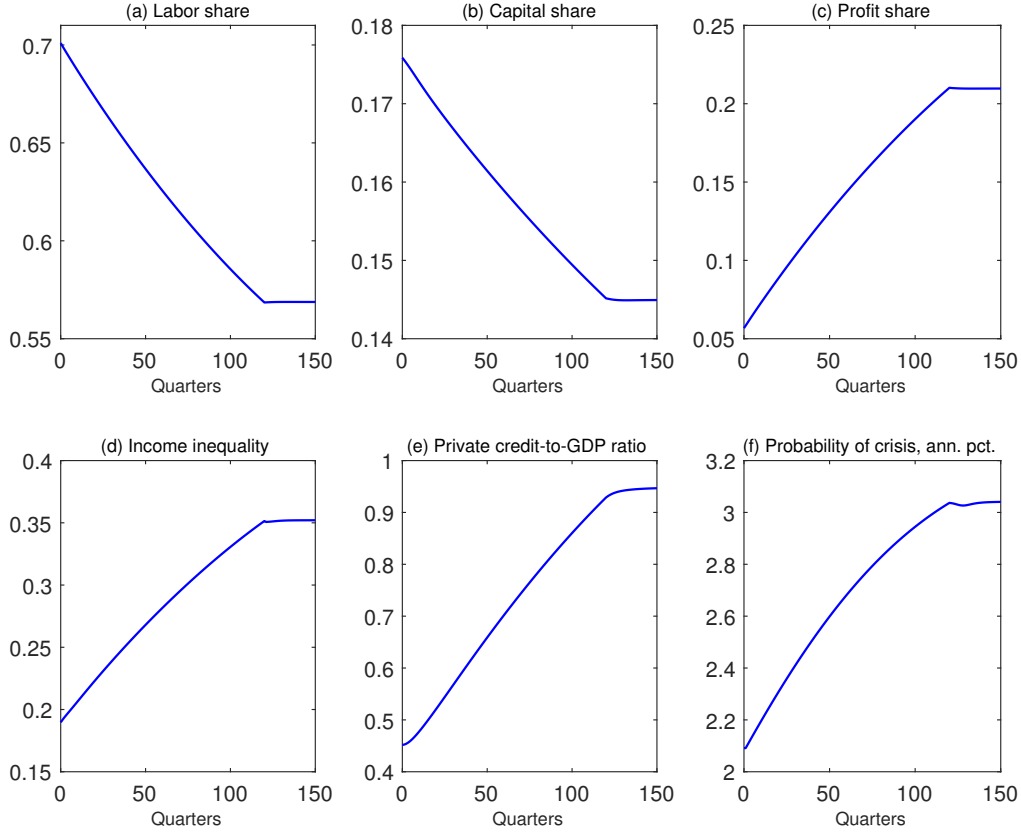 (a) Labor share
0.7
0.65
0.6
0.55
0 50 100 150
Quarters
(b) Capital share
0.18
0.17
0.16
0.15
0.14
0 50 100 150
Quarters
(c) Profit share
0.25
0.2
0.15
0.1
0.05
0 50 100 150
Quarters
(d) Income inequality
0.4
0.35
0.3
0.25
0.2
0.15
0 50 100 150
Quarters
(e) Private credit-to-GDP ratio
1
0.9
0.8
0.7
0.6
0.5
0.4
0 50 100 150
Quarters
(f) Probability of crisis, ann. pct.
3.2
3
2.8
2.6
2.4
2.2
2
0 50 100 150
Quarters